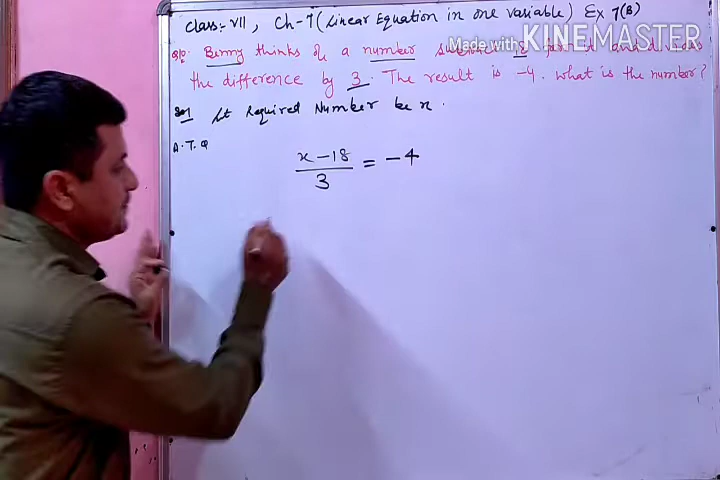 Class:- VII, Ch-7 (Linear Equation in one variable) Ex 7(B)
Made with KINEMASTER
Benny thinks of a number and
the difference by 3. The result is -4. what is the number?
Sol Let Required Number be x.
A.T.Q
x - 18 / 3 = -4